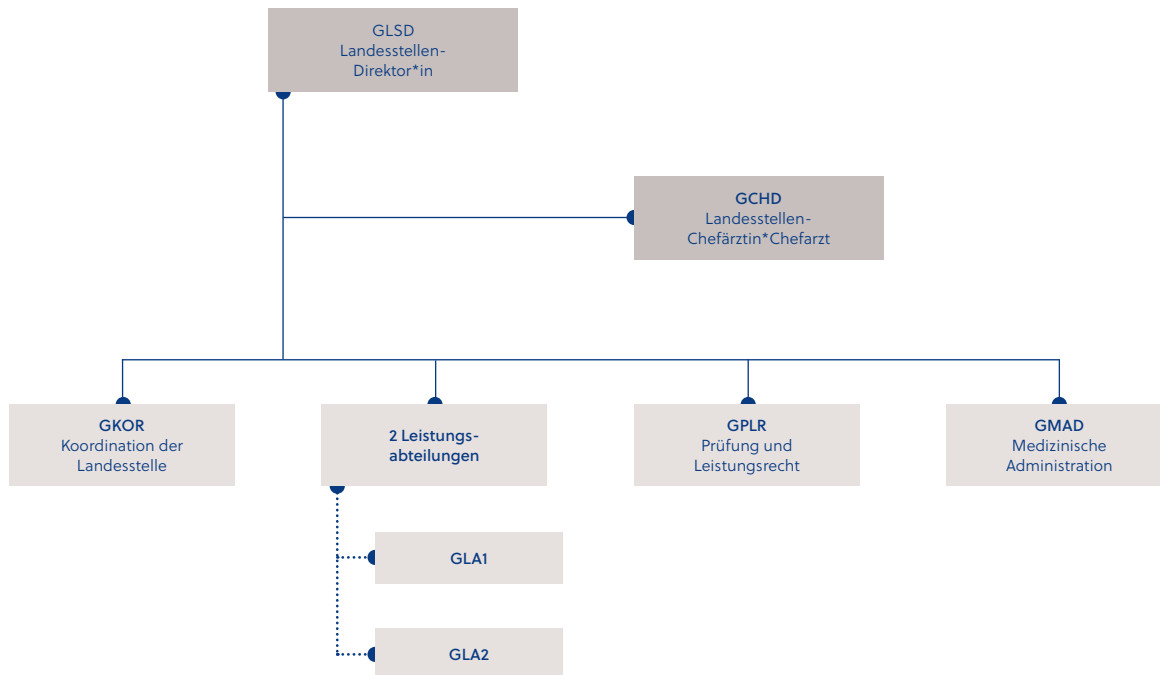 GLSD
Landesstellen-
Direktor*in
GCHD
Landesstellen-
Chefärztin*Chefarzt
GKOR
Koordination der
Landesstelle
2 Leistungs-
abteilungen
GPLR
Prüfung und
Leistungsrecht
GMAD
Medizinische
Administration
GLA1
GLA2